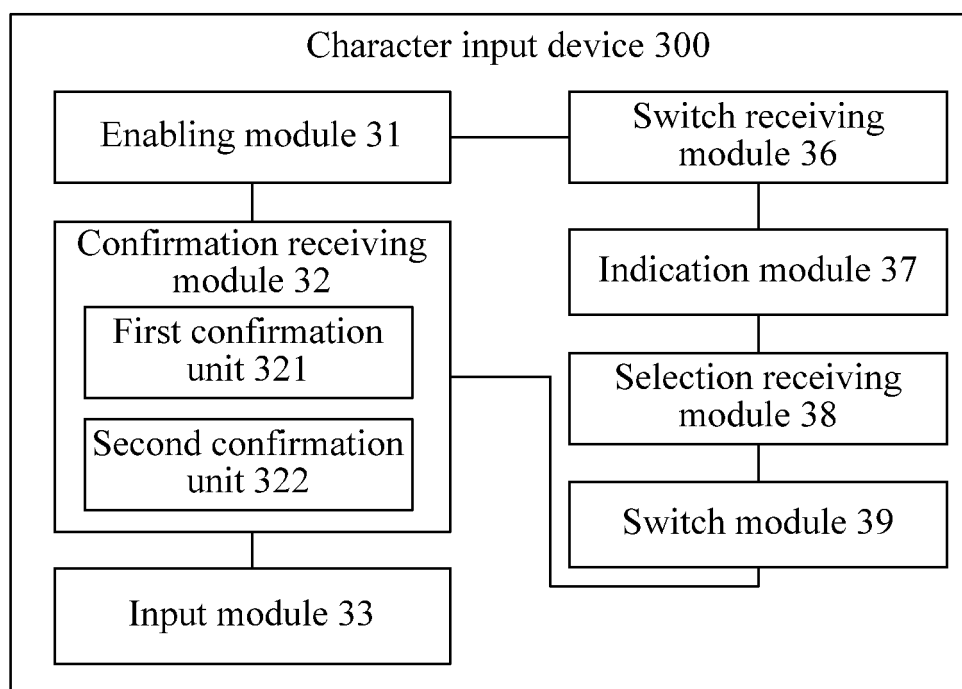 Character input device 300
Enabling module 31
Confirmation receiving
module 32
First confirmation
unit 321
Second confirmation
unit 322
Input module 33
Switch receiving
module 36
Indication module 37
Selection receiving
module 38
Switch module 39